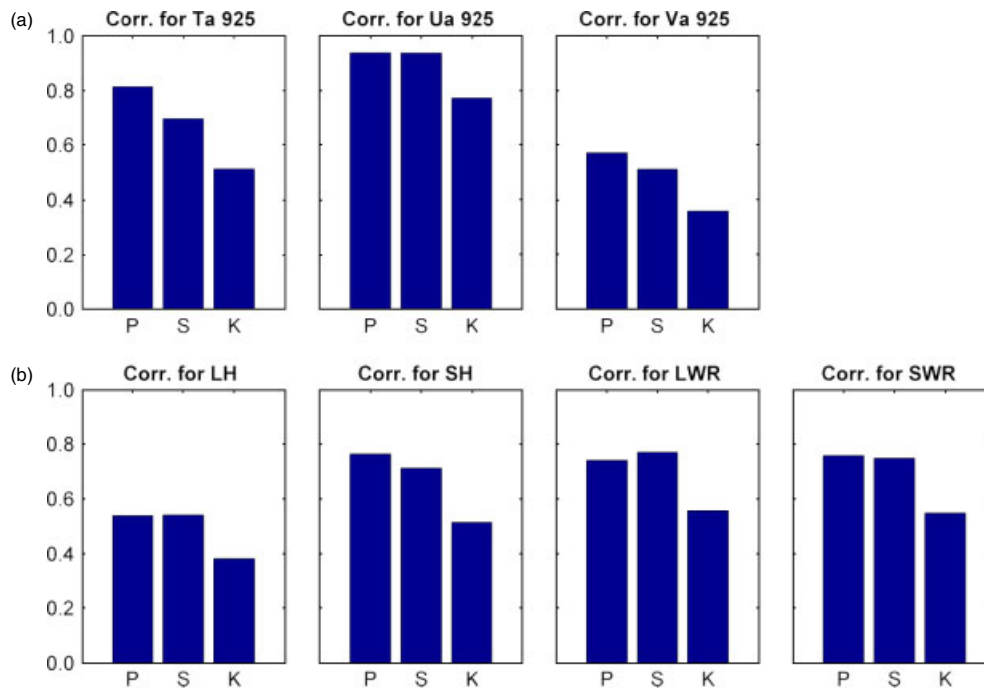 (a)
Corr. for Ta 925 Corr. for Ua 925 Corr. for Va 925
1.0
0.8
0.6
0.4
0.2
0.0
P S K P S K P S K
(b)
Corr. for LH Corr. for SH Corr. for LWR Corr. for SWR
1.0
0.8
0.6
0.4
0.2
0.0
P S K P S K P S K P S K